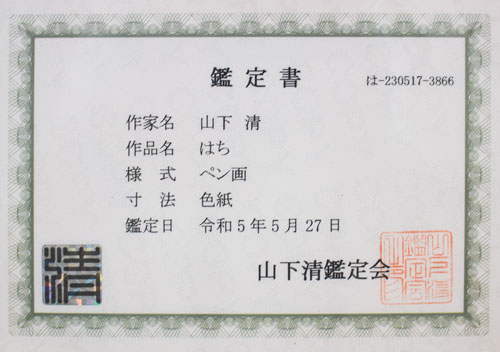 鑑定書
は-230517-3866
作家名 山下 清
作品名 はち
様 式 ペン画
寸 法 色紙
鑑定日 令和5年5月27日
山下清鑑定会
清